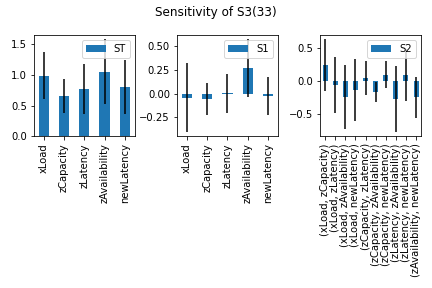 Sensitivity of S3(33)
1.5
1.0
0.5
0.0
ST
xLoad
zCapacity
zLatency
zAvailability
newLatency
0.50
0.25
0.00
−0.25
S1
xLoad
zCapacity
zLatency
zAvailability
newLatency
0.5
0.0
−0.5
S2
(xLoad, zCapacity)
(xLoad, zLatency)
(xLoad, zAvailability)
(xLoad, newLatency)
(zCapacity, zLatency)
(zCapacity, zAvailability)
(zCapacity, newLatency)
(zLatency, zAvailability)
(zLatency, newLatency)
(zAvailability, newLatency)